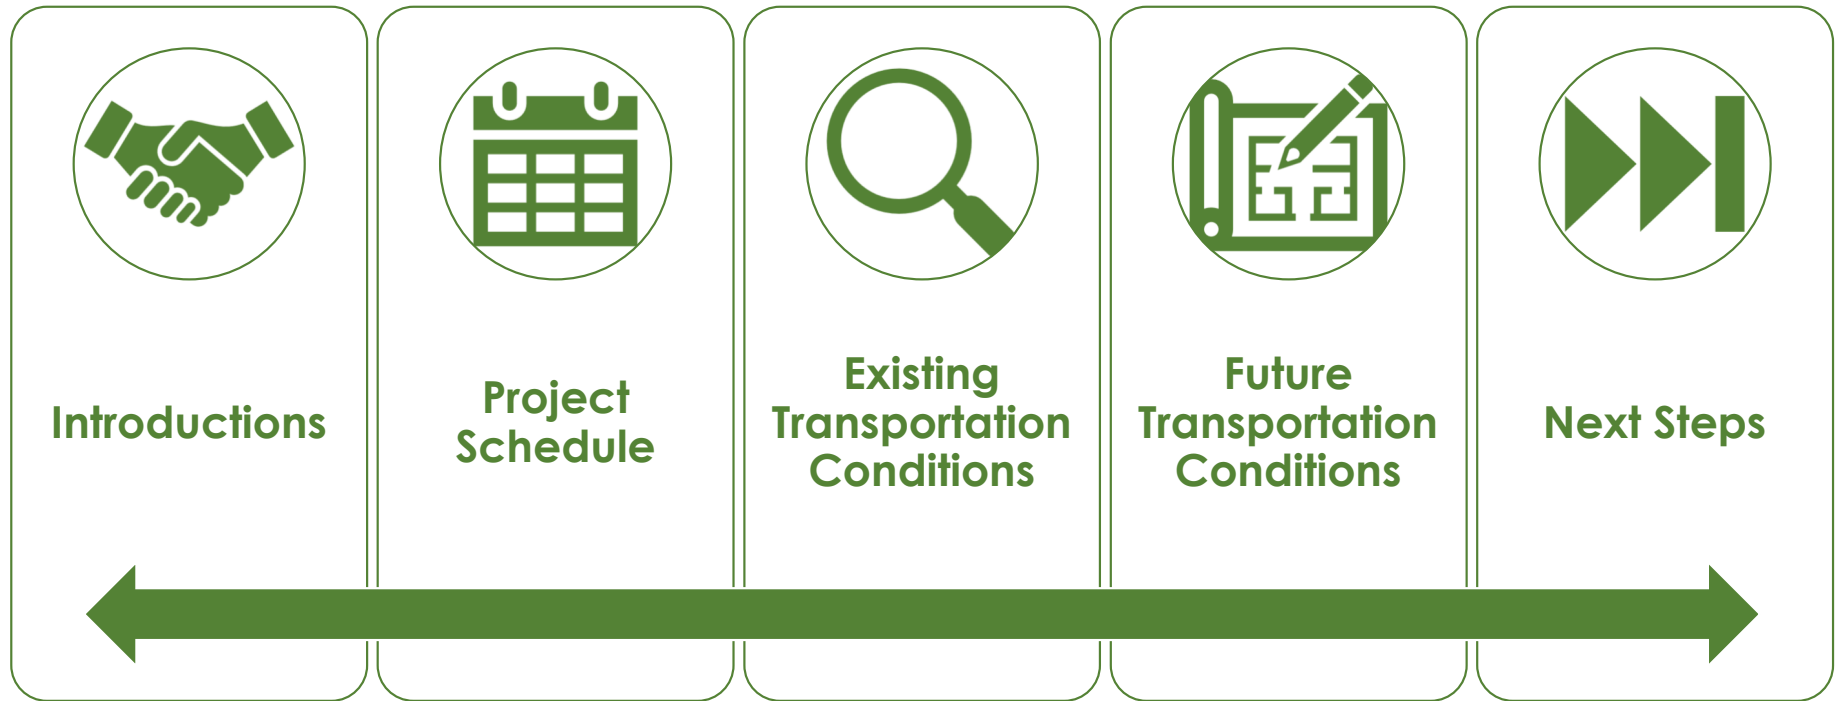 Introductions
Project
Schedule
Existing
Transportation
Conditions
Future
Transportation
Conditions
Next Steps